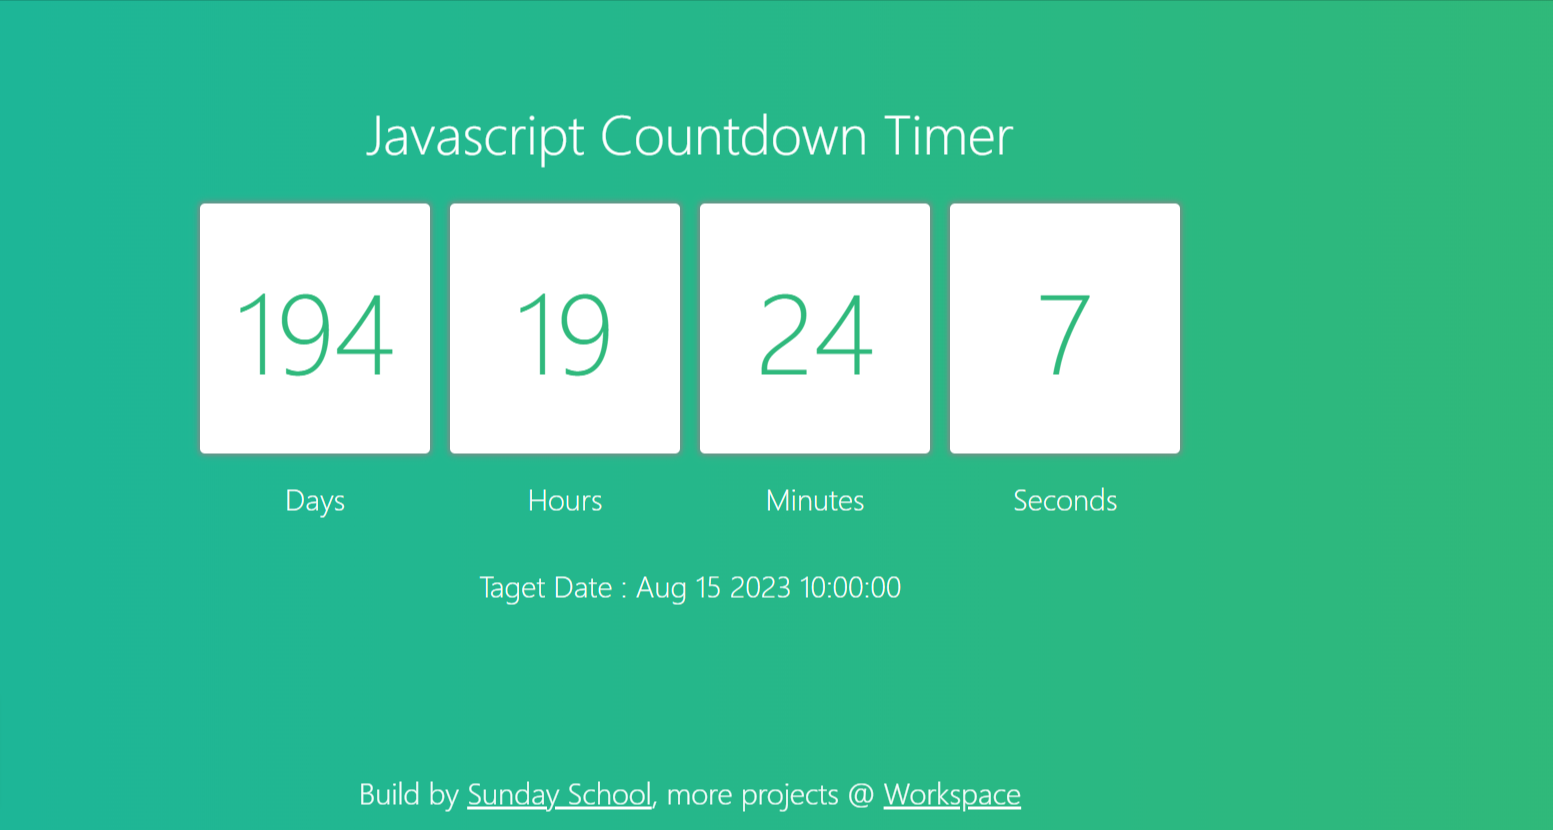 Javascript Countdown Timer
194 19 24 7
Days Hours Minutes Seconds
Taget Date : Aug 15 2023 10:00:00
Build by Sunday School, more projects @ Workspace